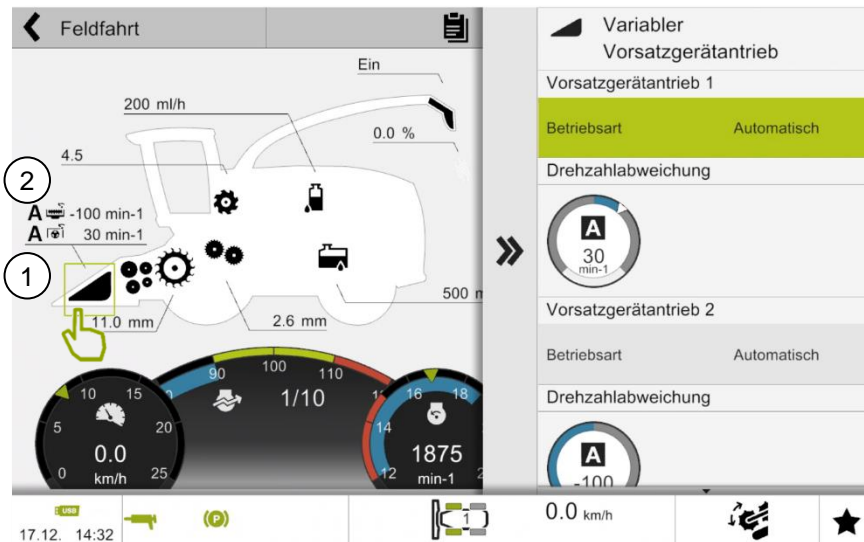 Feldfahrt
Ein
200 ml/h
0.0 %
4.5
2
A -100 min-1
A 30 min-1
1
500
11.0 mm
2.6 mm
90 100 110
1/10
5 10 15 20 25 0
0.0
km/h
12 14 16 18
1875
min-1
Variabler
Vorsatzgerätantrieb
Vorsatzgerätantrieb 1
Betriebsart Automatisch
Drehzahlabweichung
A
30
min-1
Vorsatzgerätantrieb 2
Betriebsart Automatisch
Drehzahlabweichung
A
-100
USB
17.12. 14:32
(P)
1
0.0 km/h